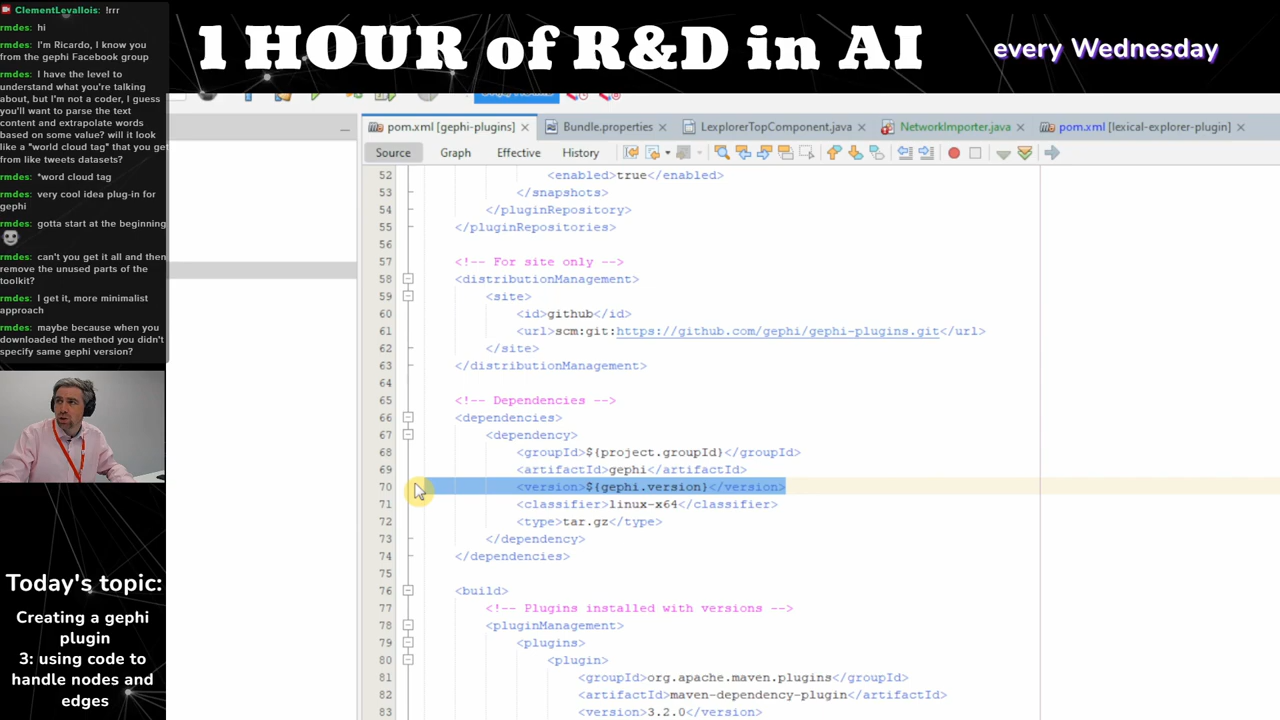 ClementLevallois: !rrr
rmdes: hi
rmdes: I'm Ricardo, I know you
from the gephi Facebook group
rmdes: I have the level to
understand what you're talking
about, but I'm not a coder, I guess
you'll want to parse the text
content and extrapolate words
based on some value? will it look
like a "world cloud tag" that you get
from like tweets datasets?
rmdes: *word cloud tag
rmdes: very cool idea plug-in for
gephi
rmdes: gotta start at the beginning
rmdes: can't you get it all and then
remove the unused parts of the
toolkit?
rmdes: I get it, more minimalist
approach
rmdes: maybe because when you
downloaded the method you didn't
specify same gephi version?
1 HOUR of R&D in AI
every Wednesday
pom.xml [gephi-plugins]
Bundle.properties
LexplorerTopComponent.java
NetworkImporter.java
pom.xml [lexical-explorer-plugin]
Source Graph Effective History
52 <enabled>true</enabled>
53 </snapshots>
54 </pluginRepository>
55 </pluginRepositories>
56
57 <!-- For site only -->
58 <distributionManagement>
59 <site>
60 <id>github</id>
61 <url>scm:git:https://github.com/gephi/gephi-plugins.git</url>
62 </site>
63 </distributionManagement>
64
65 <!-- Dependencies -->
66 <dependencies>
67 <dependency>
68 <groupId>${project.groupId}</groupId>
69 <artifactId>gephi</artifactId>
70 <version>${gephi.version}</version>
71 <classifier>linux-x64</classifier>
72 <type>tar.gz</type>
73 </dependency>
74 </dependencies>
75
76 <build>
77 <!-- Plugins installed with versions -->
78 <pluginManagement>
79 <plugins>
80 <plugin>
81 <groupId>org.apache.maven.plugins</groupId>
82 <artifactId>maven-dependency-plugin</artifactId>
83 <version>3.2.0</version>
Today's topic:
Creating a gephi
plugin
3: using code to
handle nodes and
edges